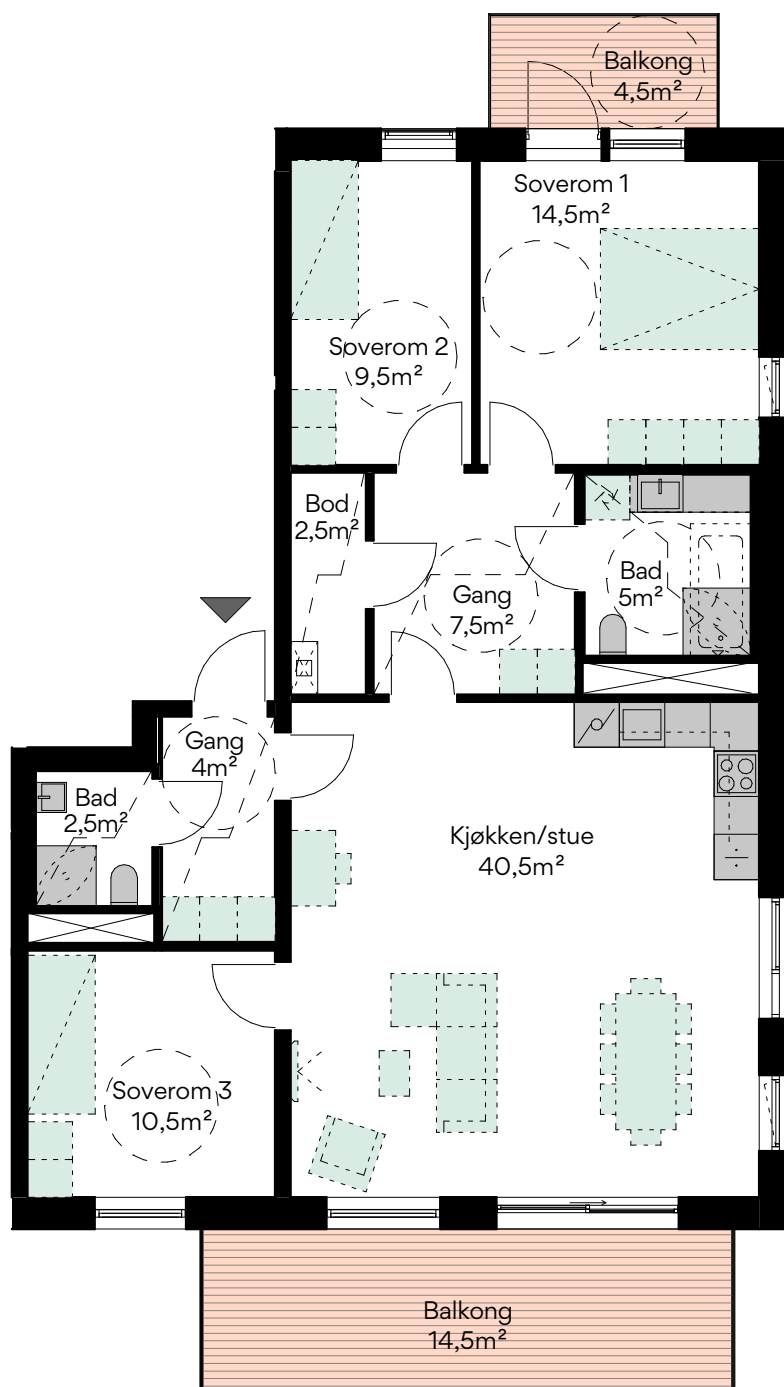 Balkong
4,5m²
Soverom 1
14,5m²
Soverom 2
9,5m²
Bod
2,5m²
Bad
5m²
Gang
7,5m²
Gang
4m²
Bad
2,5m²
Kjøkken/stue
40,5m²
Soverom 3
10,5m²
Balkong
14,5m²